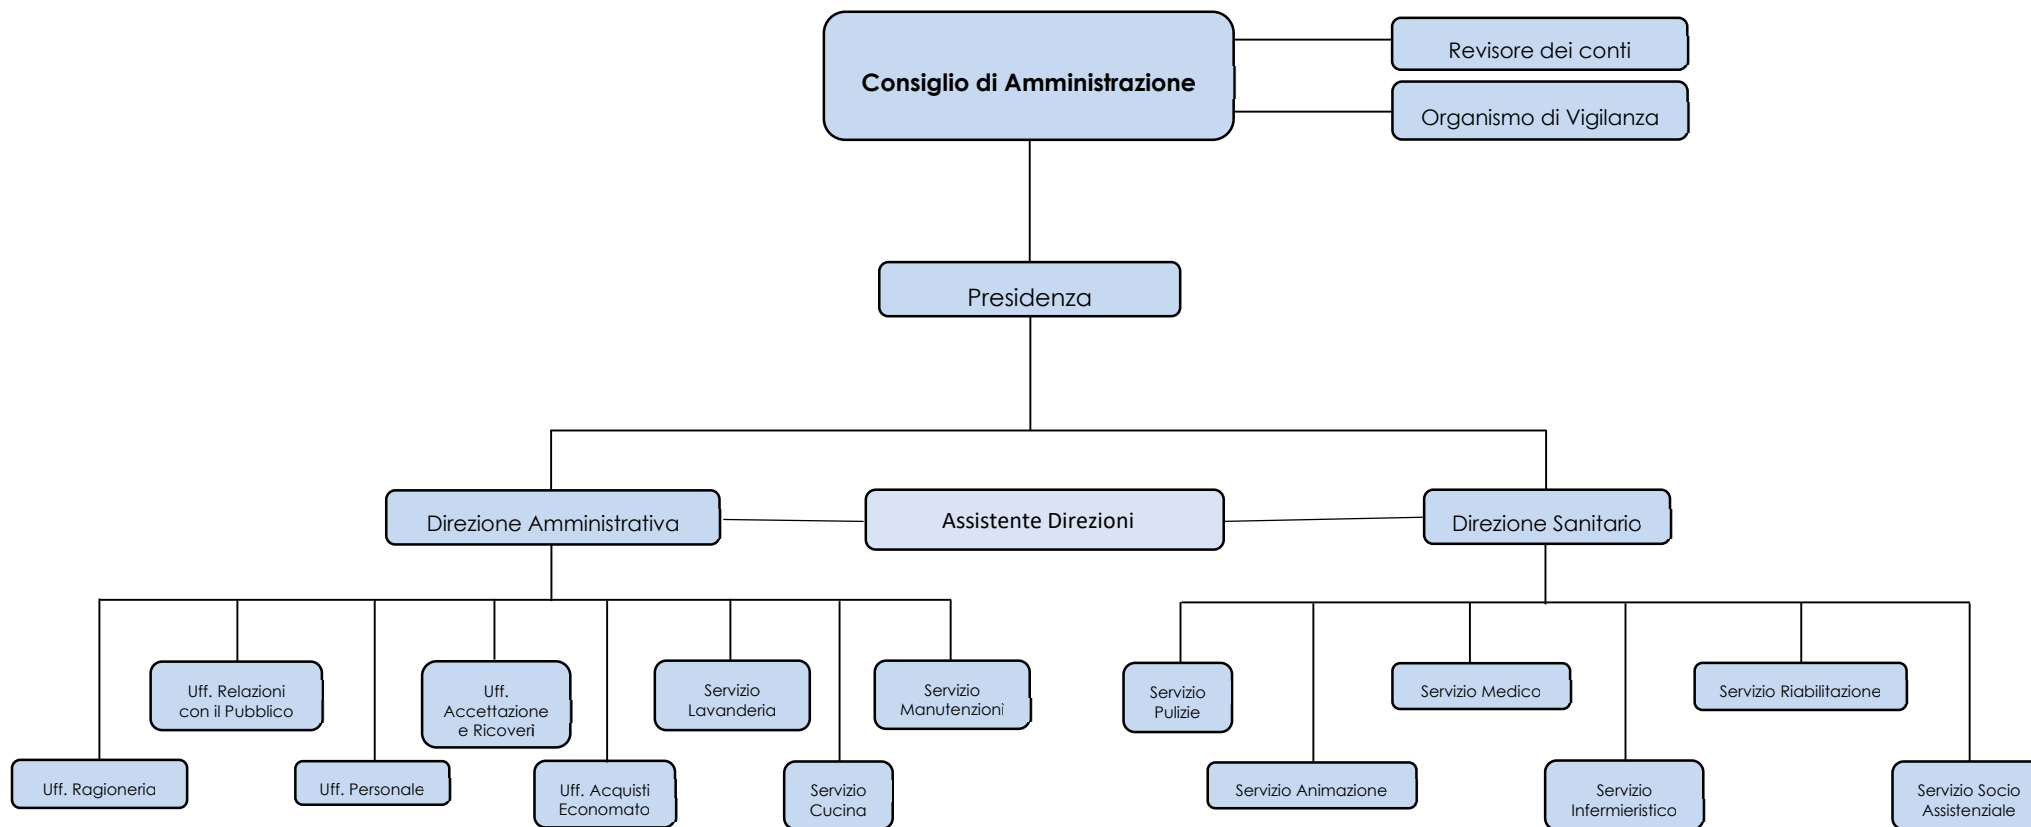 Revisore dei conti
Consiglio di Amministrazione
Organismo di Vigilanza
Presidenza
Direzione Amministrativa
Assistente Direzioni
Direzione Sanitario
Uff. Relazioni
con il Pubblico
Uff.
Accettazione
e Ricoveri
Servizio
Lavanderia
Servizio
Manutenzioni
Servizio
Pulizie
Servizio Medico
Servizio Riabilitazione
Uff. Ragioneria
Uff. Personale
Uff. Acquisti
Economato
Servizio
Cucina
Servizio Animazione
Servizio
Infermieristico
Servizio Socio
Assistenziale